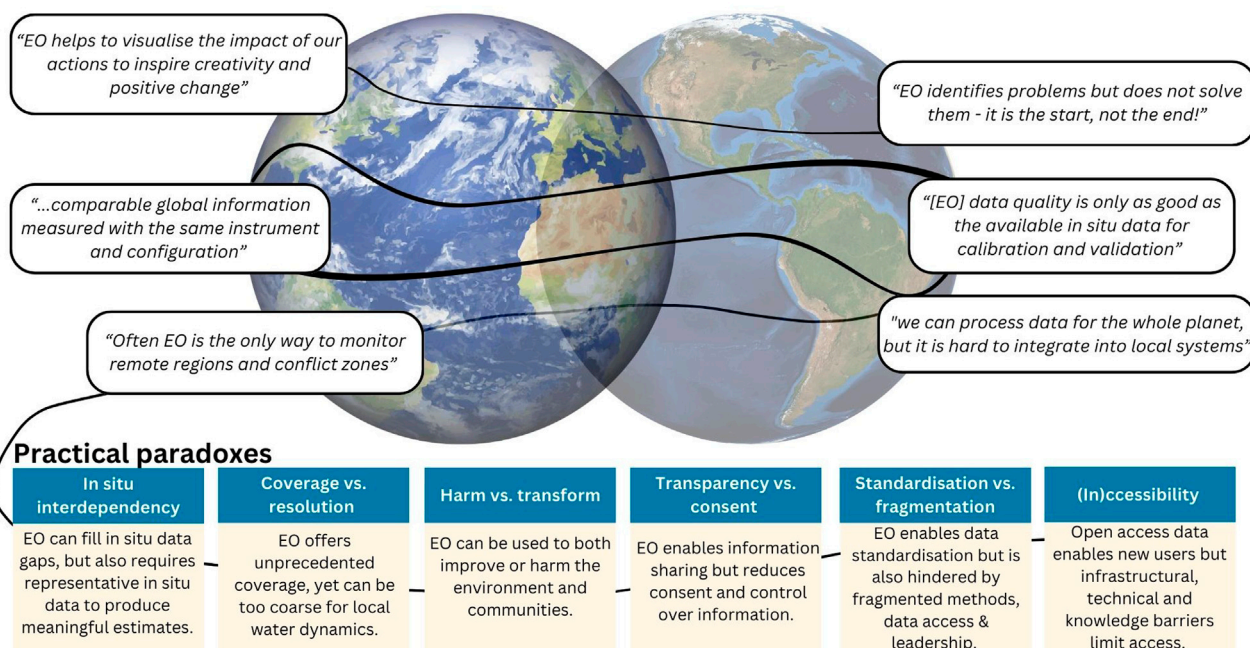 “EO helps to visualise the impact of our
actions to inspire creativity and
positive change”
“EO identifies problems but does not solve
them - it is the start, not the end!”
“...comparable global information
measured with the same instrument
and configuration”
“[EO] data quality is only as good as
the available in situ data for
calibration and validation”
“Often EO is the only way to monitor
remote regions and conflict zones”
"we can process data for the whole planet,
but it is hard to integrate into local systems”
Practical paradoxes
In situ
interdependency
EO can fill in situ data
gaps, but also requires
representative in situ
data to produce
meaningful estimates.
Coverage vs.
resolution
EO offers
unprecedented
coverage, yet can be
too coarse for local
water dynamics.
Harm vs. transform
EO can be used to both
improve or harm the
environment and
communities.
Transparency vs.
consent
EO enables information
sharing but reduces
consent and control
over information.
Standardisation vs.
fragmentation
EO enables data
standardisation but is
also hindered by
fragmented methods,
data access &
leadership.
(In)ccessibility
Open access data
enables new users but
infrastructural,
technical and
knowledge barriers
limit access.